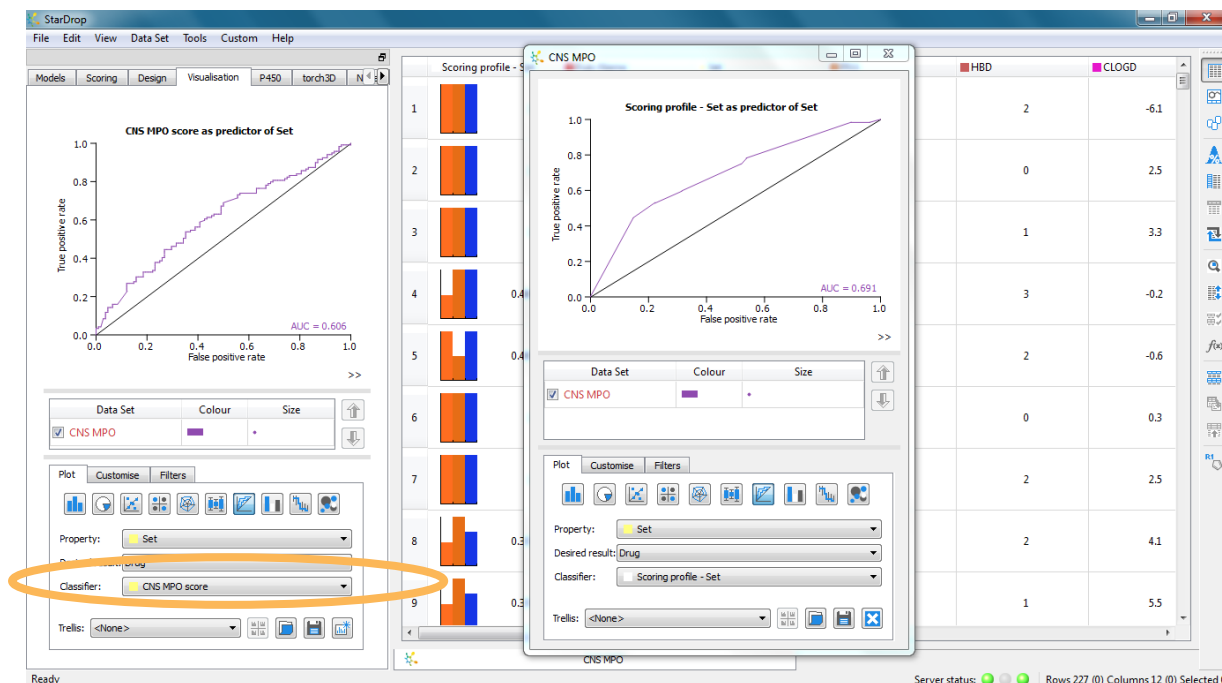 StarDrop
File Edit View Data Set Tools Custom Help
Models Scoring Design Visualisation P450 torch3D N
CNS MPO score as predictor of Set
True positive rate
1.0
0.8
0.6
0.4
0.2
0.0
AUC = 0.606
0.0 0.2 0.4 0.6 0.8 1.0
False positive rate
>>
Data Set Colour Size
CNS MPO
Plot Customise Filters
Property: Set
Drug
Classifier: CNS MPO score
Trellis: <None>
Ready
Scoring profile - S
HBD CLOGD
1 2 -6.1
2 0 2.5
3 1 3.3
4 0.4 3 -0.2
5 0.4 2 -0.6
6 0 0.3
7 2 2.5
8 0.3 2 4.1
9 0.3 1 5.5
CNS MPO
Scoring profile - Set as predictor of Set
True positive rate
1.0
0.8
0.6
0.4
0.2
0.0
AUC = 0.691
0.0 0.2 0.4 0.6 0.8 1.0
False positive rate
>>
Data Set Colour Size
CNS MPO
Plot Customise Filters
Property: Set
Desired result: Drug
Classifier: Scoring profile - Set
Trellis: <None>
f(x)
R1
CNS MPO
Server status: Rows 227 (0) Columns 12 (0) Selected